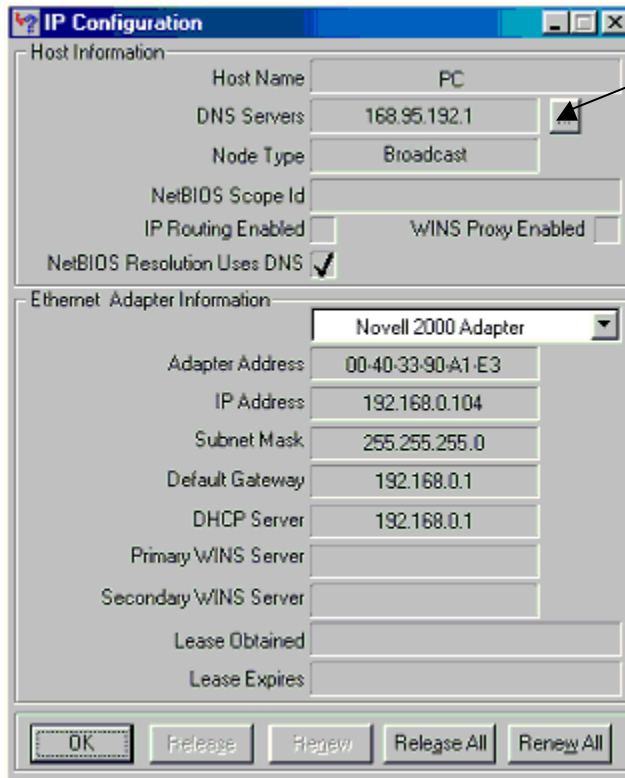 IP Configuration
Host Information
Host Name PC
DNS Servers 168.95.192.1 ...
Node Type Broadcast
NetBIOS Scope Id
IP Routing Enabled WINS Proxy Enabled
NetBIOS Resolution Uses DNS
Ethernet Adapter Information
Novell 2000 Adapter
Adapter Address 00-40-33-90-A1-E3
IP Address 192.168.0.104
Subnet Mask 255.255.255.0
Default Gateway 192.168.0.1
DHCP Server 192.168.0.1
Primary WINS Server
Secondary WINS Server
Lease Obtained
Lease Expires
OK Release Renew Release All Renew All